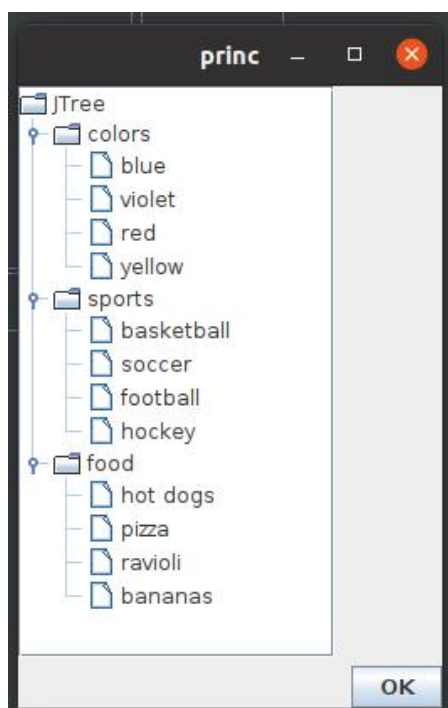 princ
JTree
colors
blue
violet
red
yellow
sports
basketball
soccer
football
hockey
food
hot dogs
pizza
ravioli
bananas
OK